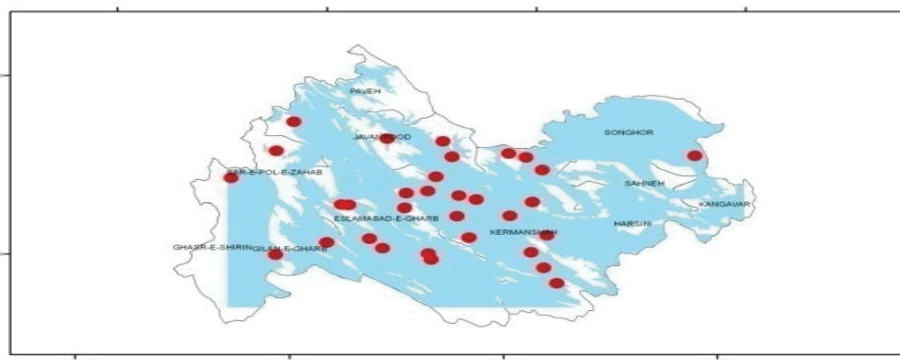 PAVEH
SONGHOR
JAVANROOD
SAR-E-POL-E-ZAHAB
SAHNEH
KANGAVAR
ESLAMABAD-E-GHARB
HARSIN
KERMANSHAH
GHASR-E-SHIRIN
GILAN-E-GHARB